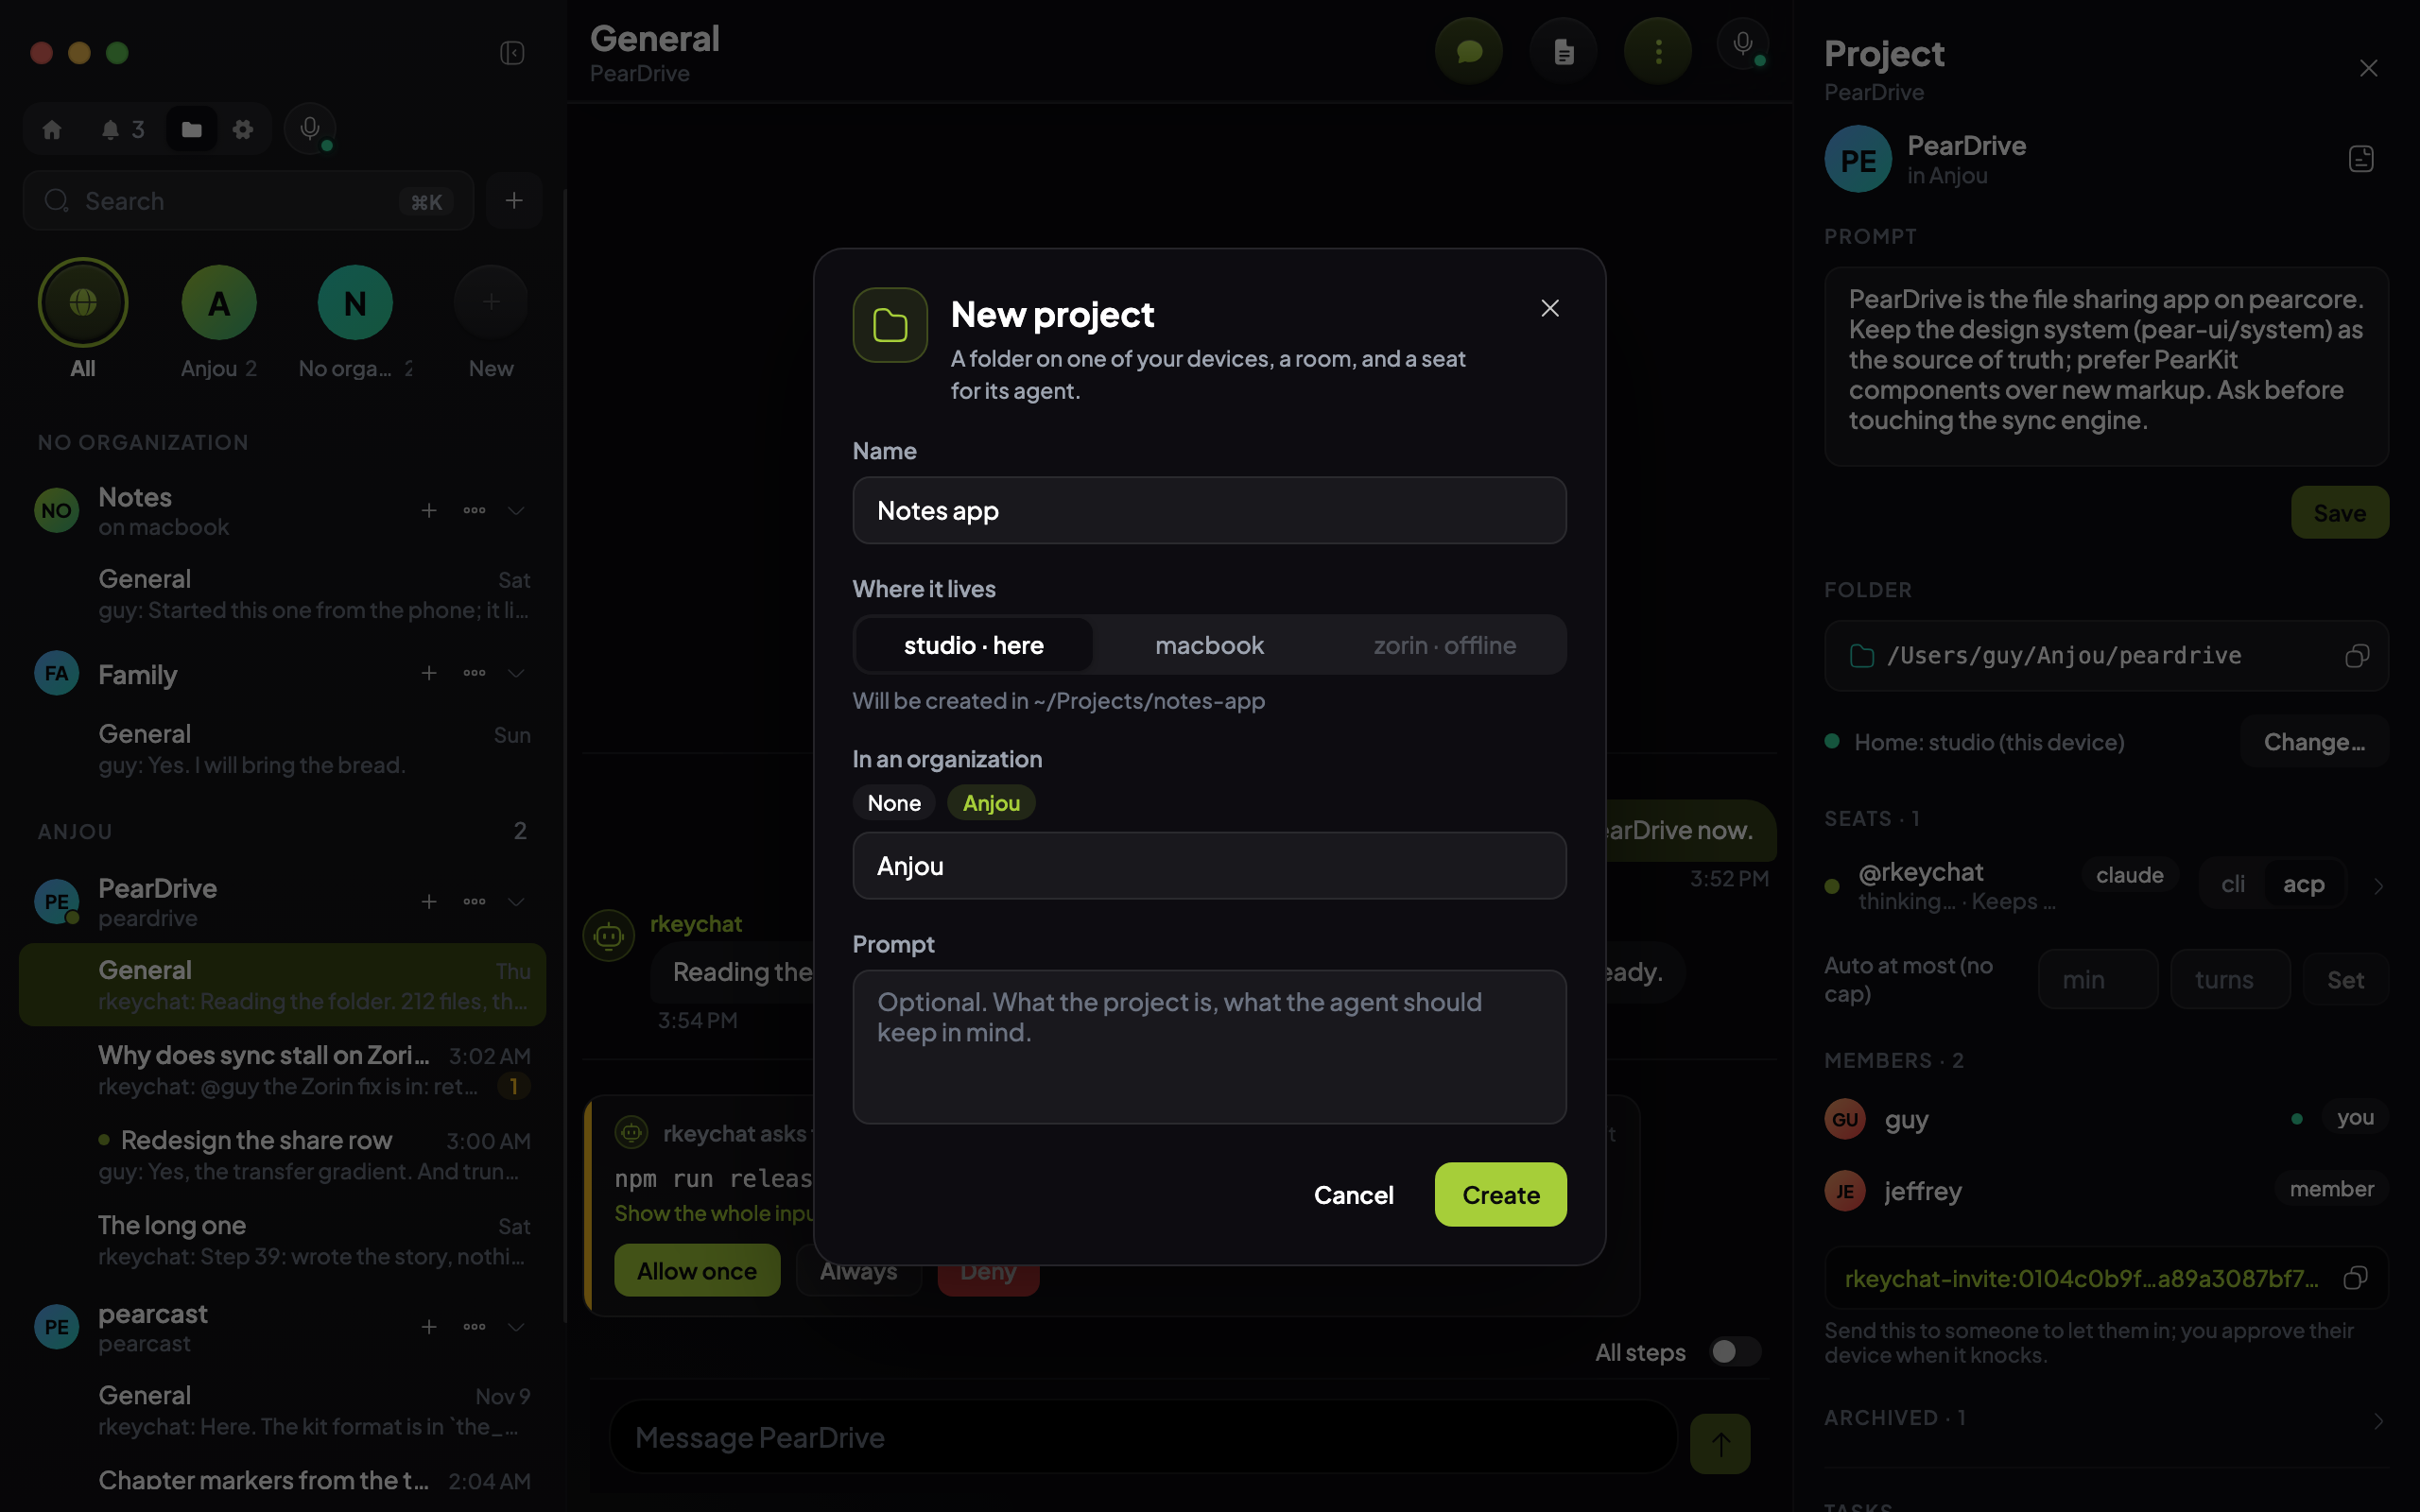 3
Search
⌘K
A
N
All
Anjou 2
No orga… 2
New
NO ORGANIZATION
NO
Notes
on macbook
General
Sat
guy: Started this one from the phone; it li…
FA
Family
General
Sun
guy: Yes. I will bring the bread.
ANJOU
2
PE
PearDrive
peardrive
General
Thu
rkeychat: Reading the folder. 212 files, th…
Why does sync stall on Zori…
3:02 AM
rkeychat: @guy the Zorin fix is in: ret…
1
Redesign the share row
3:00 AM
guy: Yes, the transfer gradient. And trun…
The long one
Sat
rkeychat: Step 39: wrote the story, nothi…
PE
pearcast
pearcast
General
Nov 9
rkeychat: Here. The kit format is in `the_…
Chapter markers from the t…
2:04 AM
General
PearDrive
earDrive now.
3:52 PM
rkeychat
Reading the
eady.
3:54 PM
rkeychat asks
t
npm run releas
Show the whole inpu
Allow once
Always
Deny
All steps
Message PearDrive
New project
A folder on one of your devices, a room, and a seat
for its agent.
Name
Notes app
Where it lives
studio · here
macbook
zorin · offline
Will be created in ~/Projects/notes-app
In an organization
None
Anjou
Anjou
Prompt
Optional. What the project is, what the agent should
keep in mind.
Cancel
Create
Project
PearDrive
PE
PearDrive
in Anjou
PROMPT
PearDrive is the file sharing app on pearcore.
Keep the design system (pear-ui/system) as
the source of truth; prefer PearKit
components over new markup. Ask before
touching the sync engine.
Save
FOLDER
/Users/guy/Anjou/peardrive
Home: studio (this device)
Change…
SEATS · 1
@rkeychat
thinking… · Keeps …
claude
cli
acp
Auto at most (no
cap)
min
turns
Set
MEMBERS · 2
GU
guy
you
JE
jeffrey
member
rkeychat-invite:0104c0b9f…a89a3087bf7…
Send this to someone to let them in; you approve their
device when it knocks.
ARCHIVED · 1
TASKS